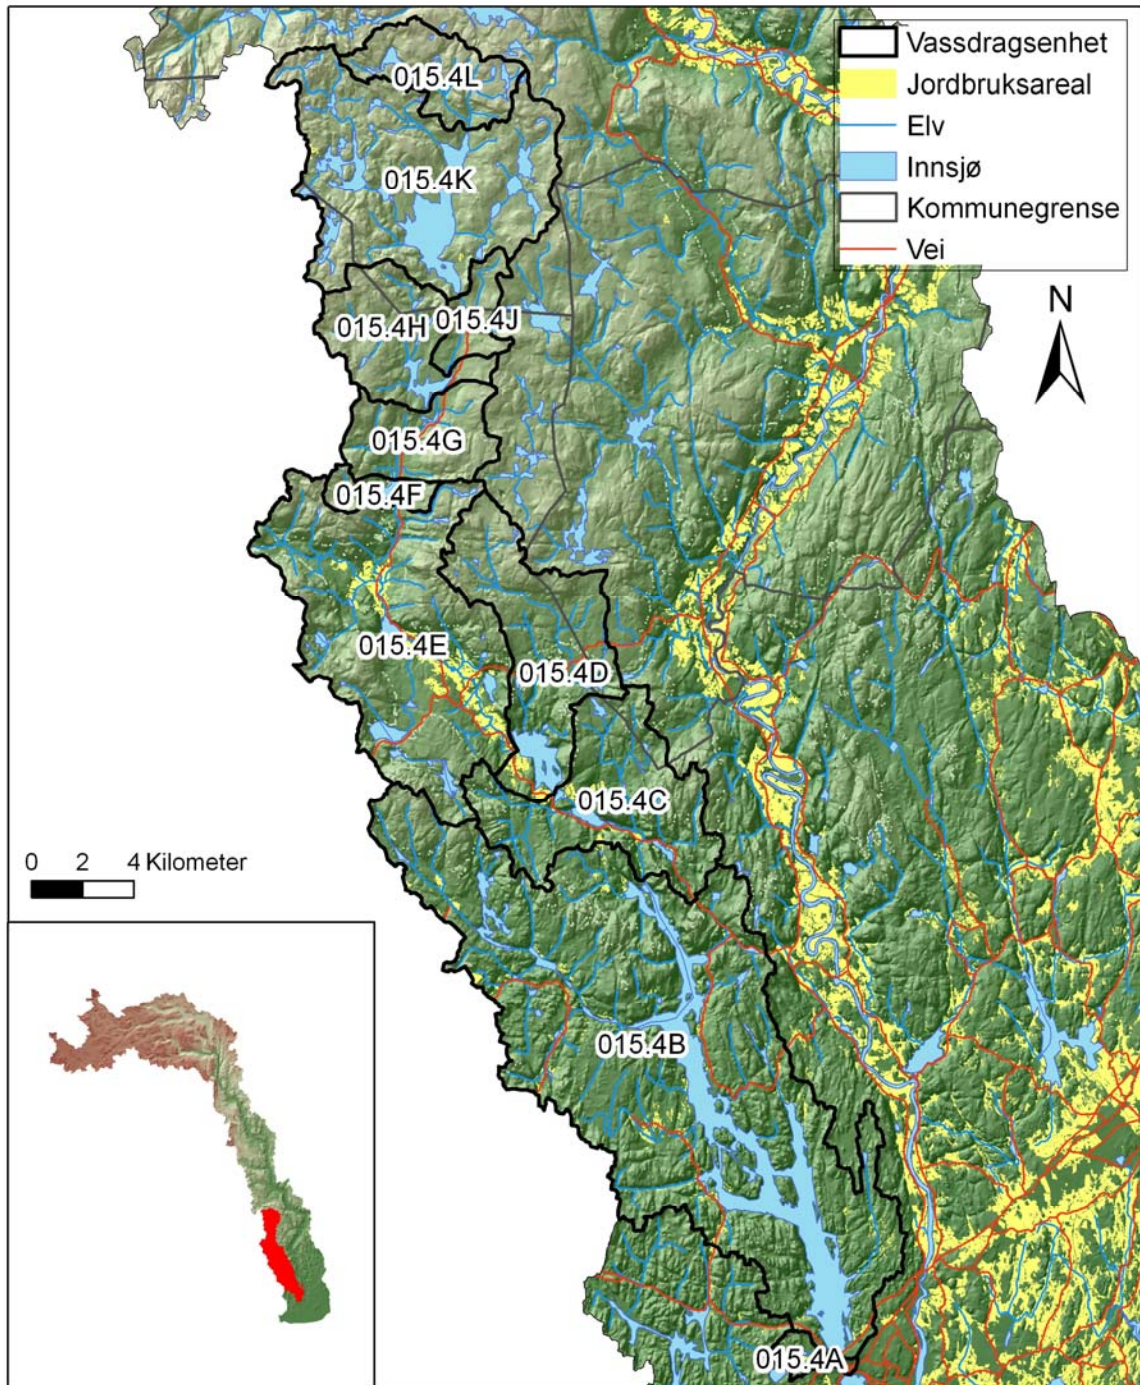 Vassdragsenhet
Jordbruksareal
Elv
Innsjø
Kommunegrense
Vei
N
015.4L
015.4K
015.4H
015.4J
015.4G
015.4F
015.4E
015.4D
015.4C
0 2 4 Kilometer
015.4B
015.4A